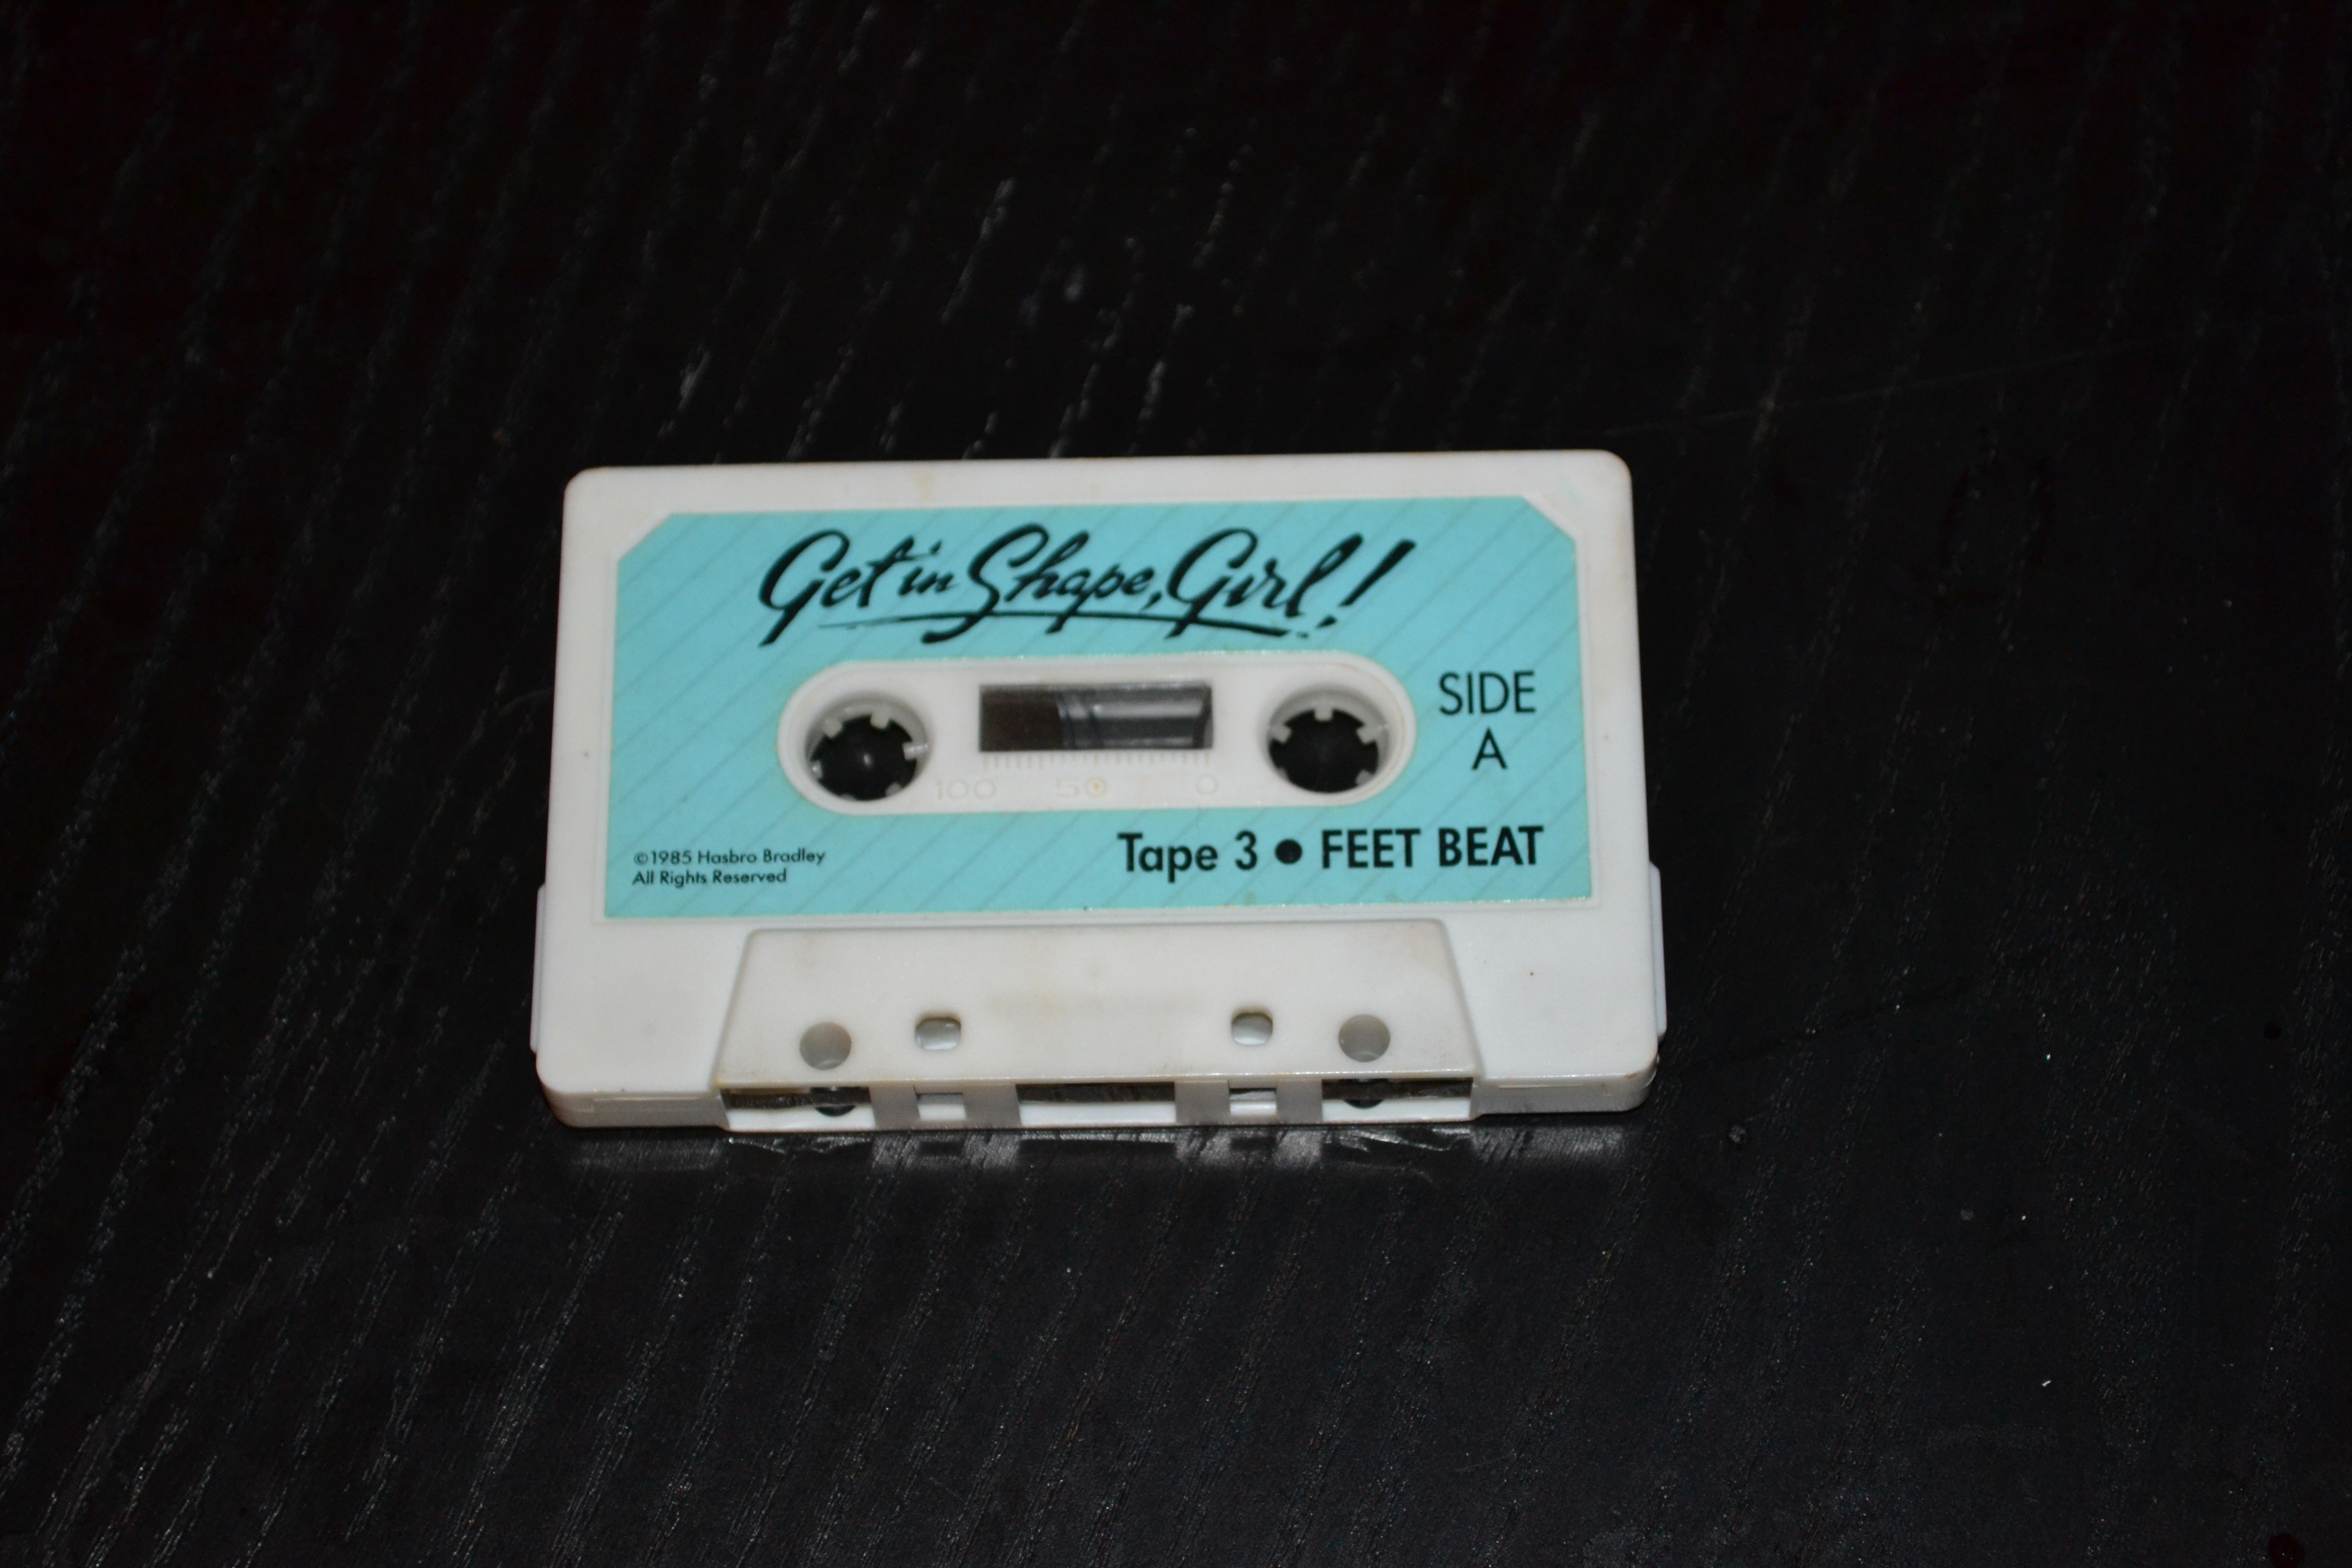 Get in Shape, Girl!
SIDE
A
100 50 0
Tape 3 • FEET BEAT
©1985 Hasbro Bradley
All Rights Reserved